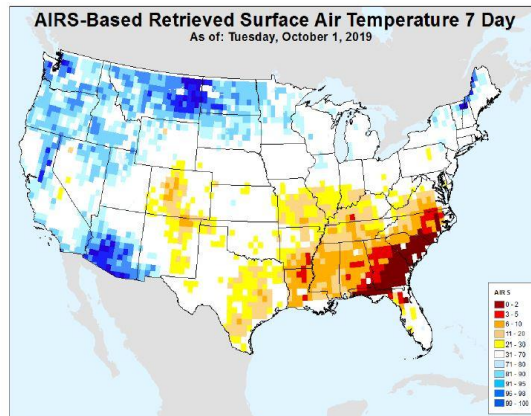 AIRS-Based Retrieved Surface Air Temperature 7 Day
As of: Tuesday, October 1, 2019
AIRS
0 - 2
3 - 5
6 - 10
11 - 20
21 - 30
31 - 70
71 - 80
81 - 90
91 - 95
96 - 98
99 - 100